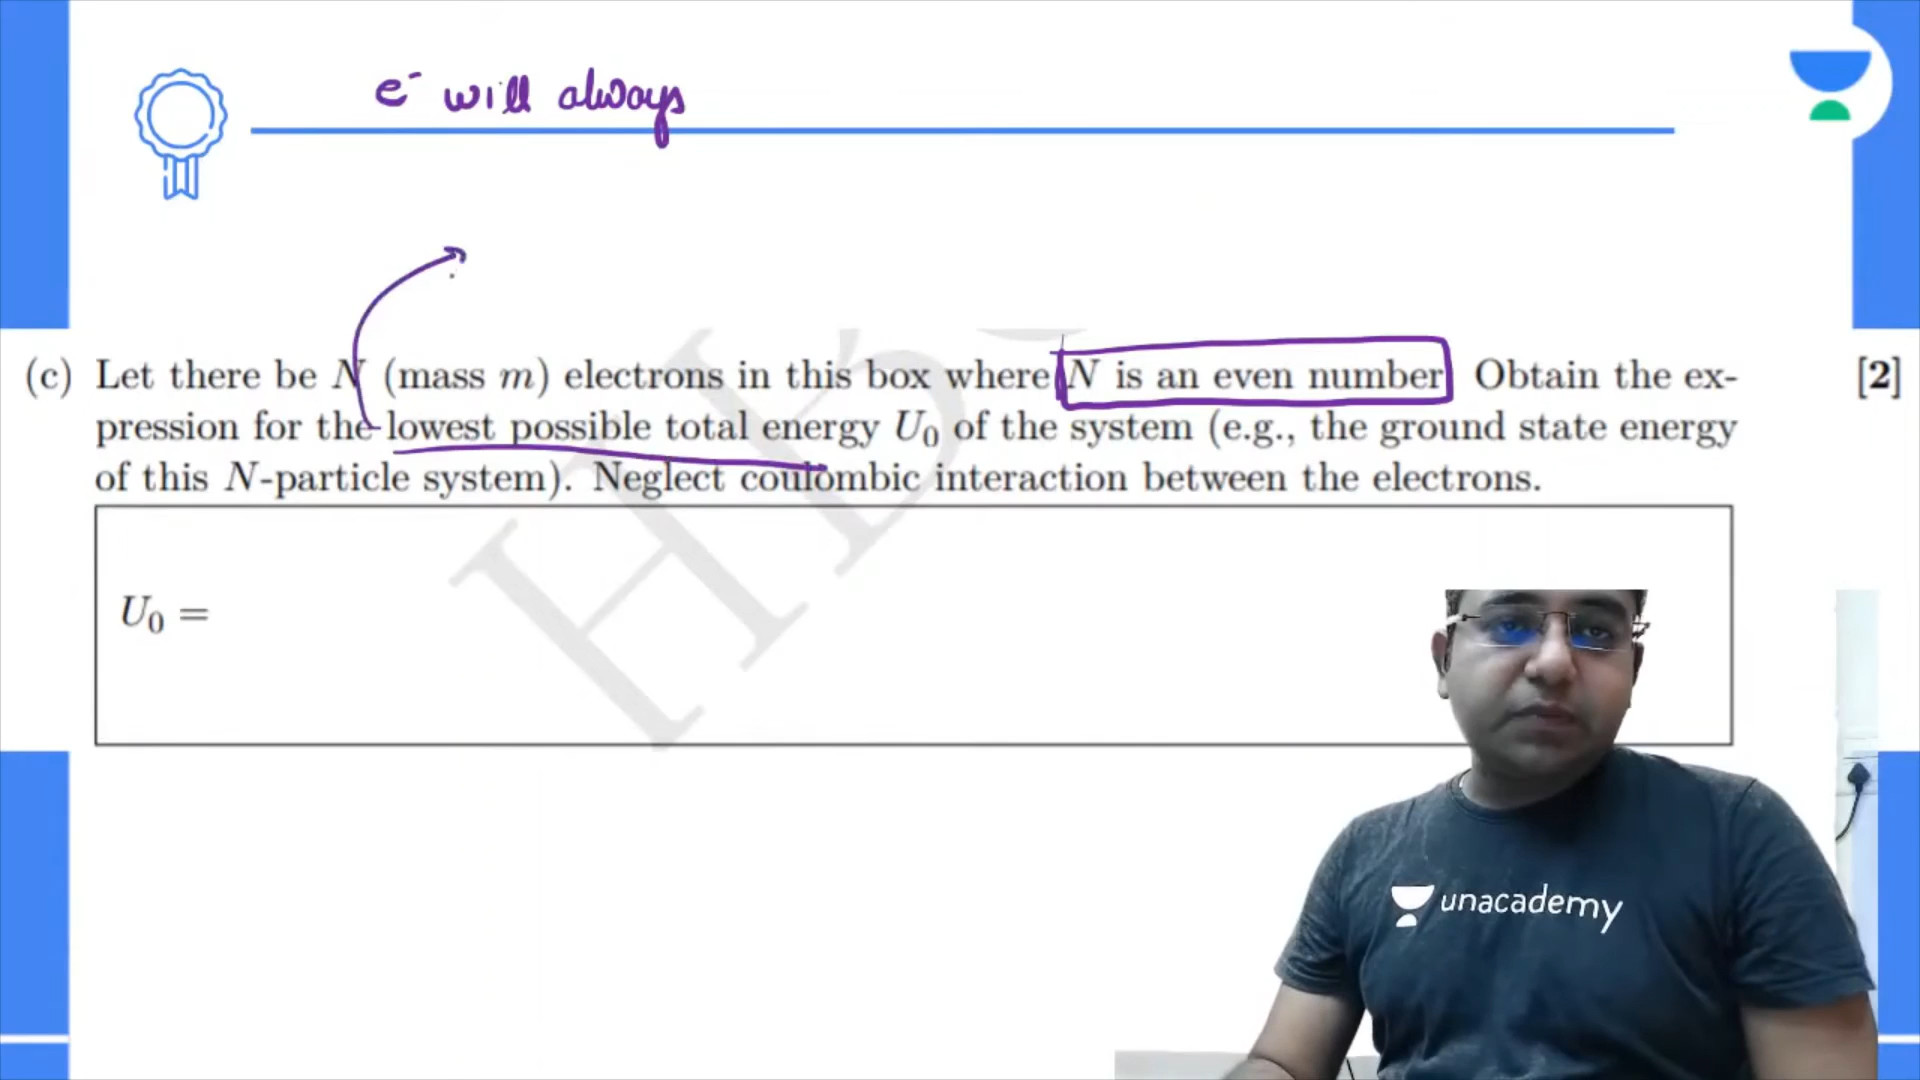 e⁻ will always
(c) Let there be N (mass m) electrons in this box where N is an even number Obtain the ex- [2]
pression for the lowest possible total energy U₀ of the system (e.g., the ground state energy
of this N-particle system). Neglect coulombic interaction between the electrons.
U₀ =
unacademy